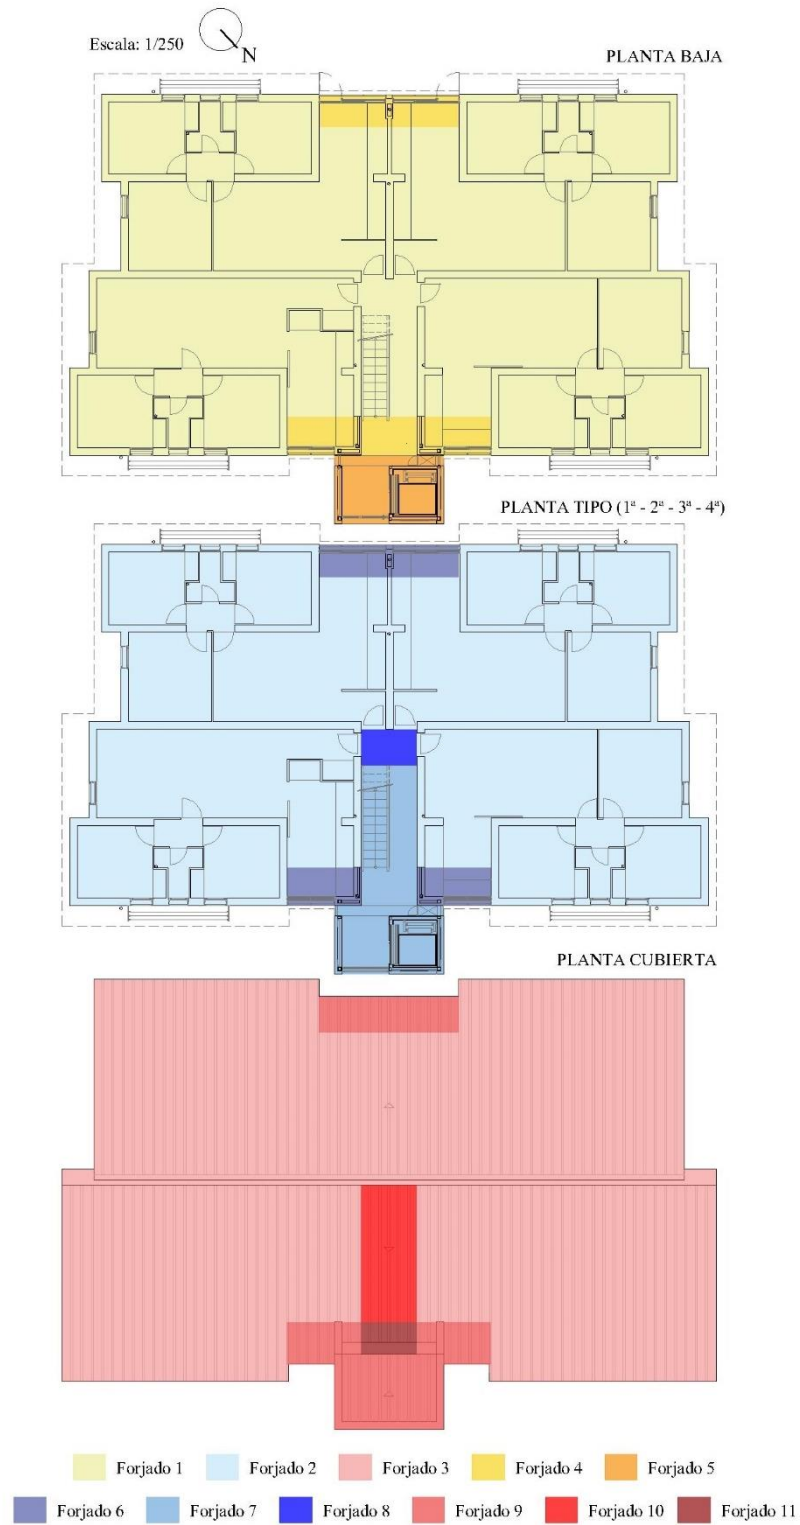 Escala: 1/250
N
PLANTA BAJA
PLANTA TIPO (1ª - 2ª - 3ª - 4ª)
PLANTA CUBIERTA
Forjado 1 Forjado 2 Forjado 3 Forjado 4 Forjado 5
Forjado 6 Forjado 7 Forjado 8 Forjado 9 Forjado 10 Forjado 11